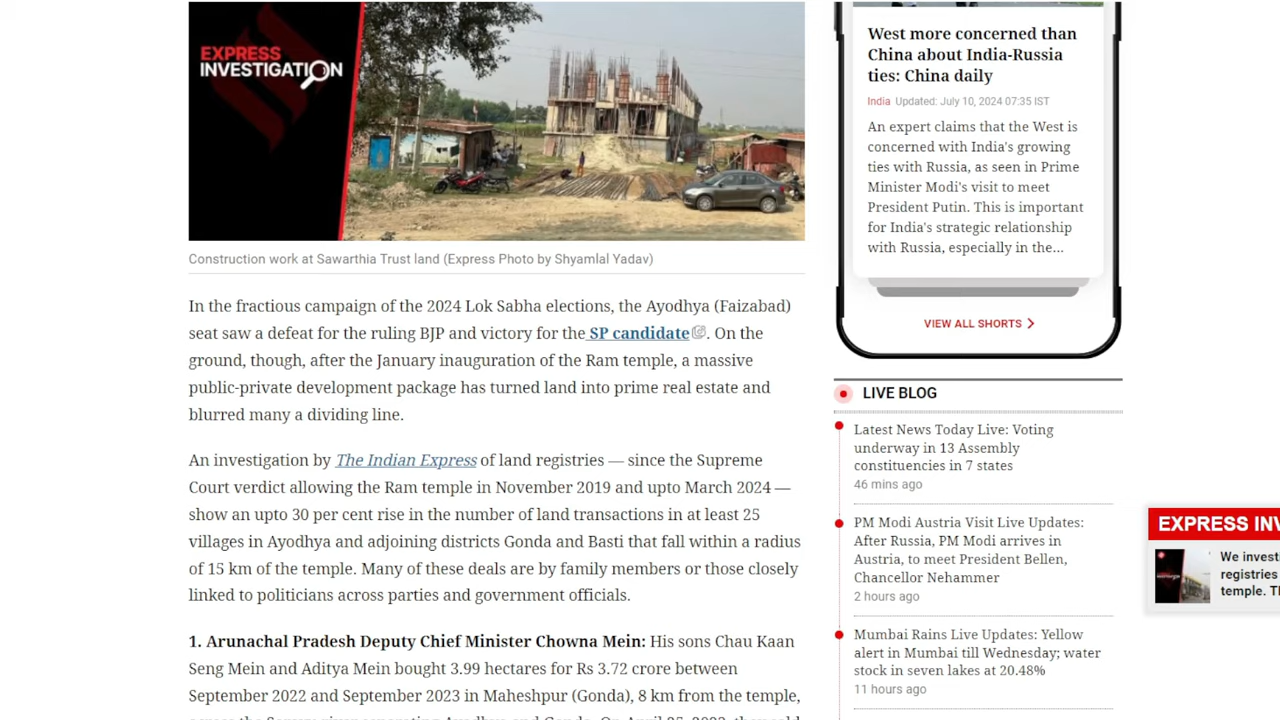 EXPRESS
INVESTIGATION
Construction work at Sawarthia Trust land (Express Photo by Shyamlal Yadav)
In the fractious campaign of the 2024 Lok Sabha elections, the Ayodhya (Faizabad)
seat saw a defeat for the ruling BJP and victory for the SP candidate. On the
ground, though, after the January inauguration of the Ram temple, a massive
public-private development package has turned land into prime real estate and
blurred many a dividing line.
An investigation by The Indian Express of land registries — since the Supreme
Court verdict allowing the Ram temple in November 2019 and upto March 2024 —
show an upto 30 per cent rise in the number of land transactions in at least 25
villages in Ayodhya and adjoining districts Gonda and Basti that fall within a radius
of 15 km of the temple. Many of these deals are by family members or those closely
linked to politicians across parties and government officials.
1. Arunachal Pradesh Deputy Chief Minister Chowna Mein: His sons Chau Kaan
Seng Mein and Aditya Mein bought 3.99 hectares for Rs 3.72 crore between
September 2022 and September 2023 in Maheshpur (Gonda), 8 km from the temple,
West more concerned than
China about India-Russia
ties: China daily
India Updated: July 10, 2024 07:35 IST
An expert claims that the West is
concerned with India's growing
ties with Russia, as seen in Prime
Minister Modi's visit to meet
President Putin. This is important
for India's strategic relationship
with Russia, especially in the...
VIEW ALL SHORTS
LIVE BLOG
Latest News Today Live: Voting
underway in 13 Assembly
constituencies in 7 states
46 mins ago
PM Modi Austria Visit Live Updates:
After Russia, PM Modi arrives in
Austria, to meet President Bellen,
Chancellor Nehammer
2 hours ago
Mumbai Rains Live Updates: Yellow
alert in Mumbai till Wednesday; water
stock in seven lakes at 20.48%
11 hours ago
EXPRESS INV
We invest
registries
temple. Th